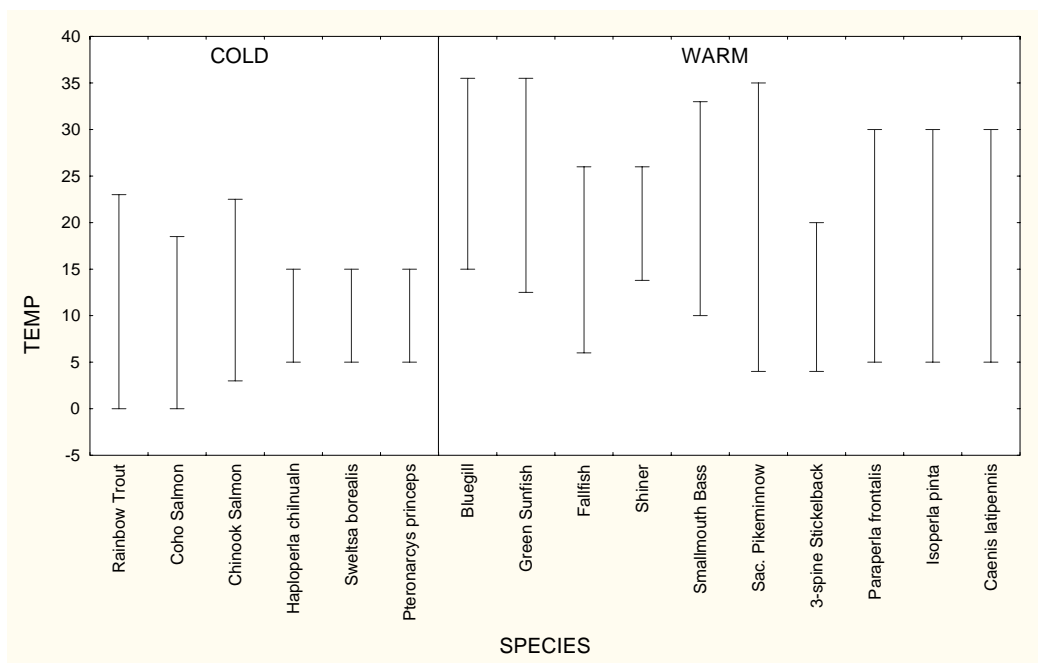 COLD
WARM
TEMP
40
35
30
25
20
15
10
5
0
-5
Rainbow Trout
Coho Salmon
Chinook Salmon
Haploperla chilnualn
Sweltsa borealis
Pteronarcys princeps
Bluegill
Green Sunfish
Fallfish
Shiner
Smallmouth Bass
Sac. Pikeminnow
3-spine Stickelback
Paraperla frontalis
Isoperla pinta
Caenis latipennis
SPECIES